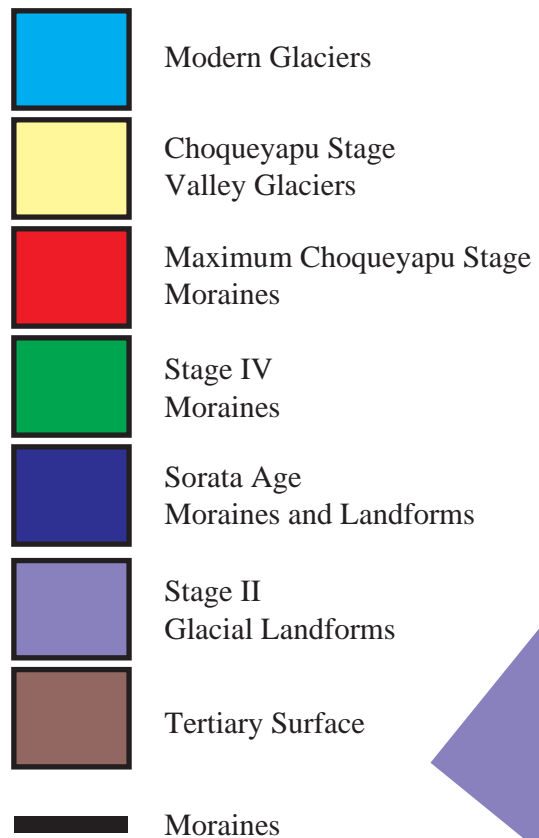 Modern Glaciers
Choqueyapu Stage
Valley Glaciers
Maximum Choqueyapu Stage
Moraines
Stage IV
Moraines
Sorata Age
Moraines and Landforms
Stage II
Glacial Landforms
Tertiary Surface
Moraines